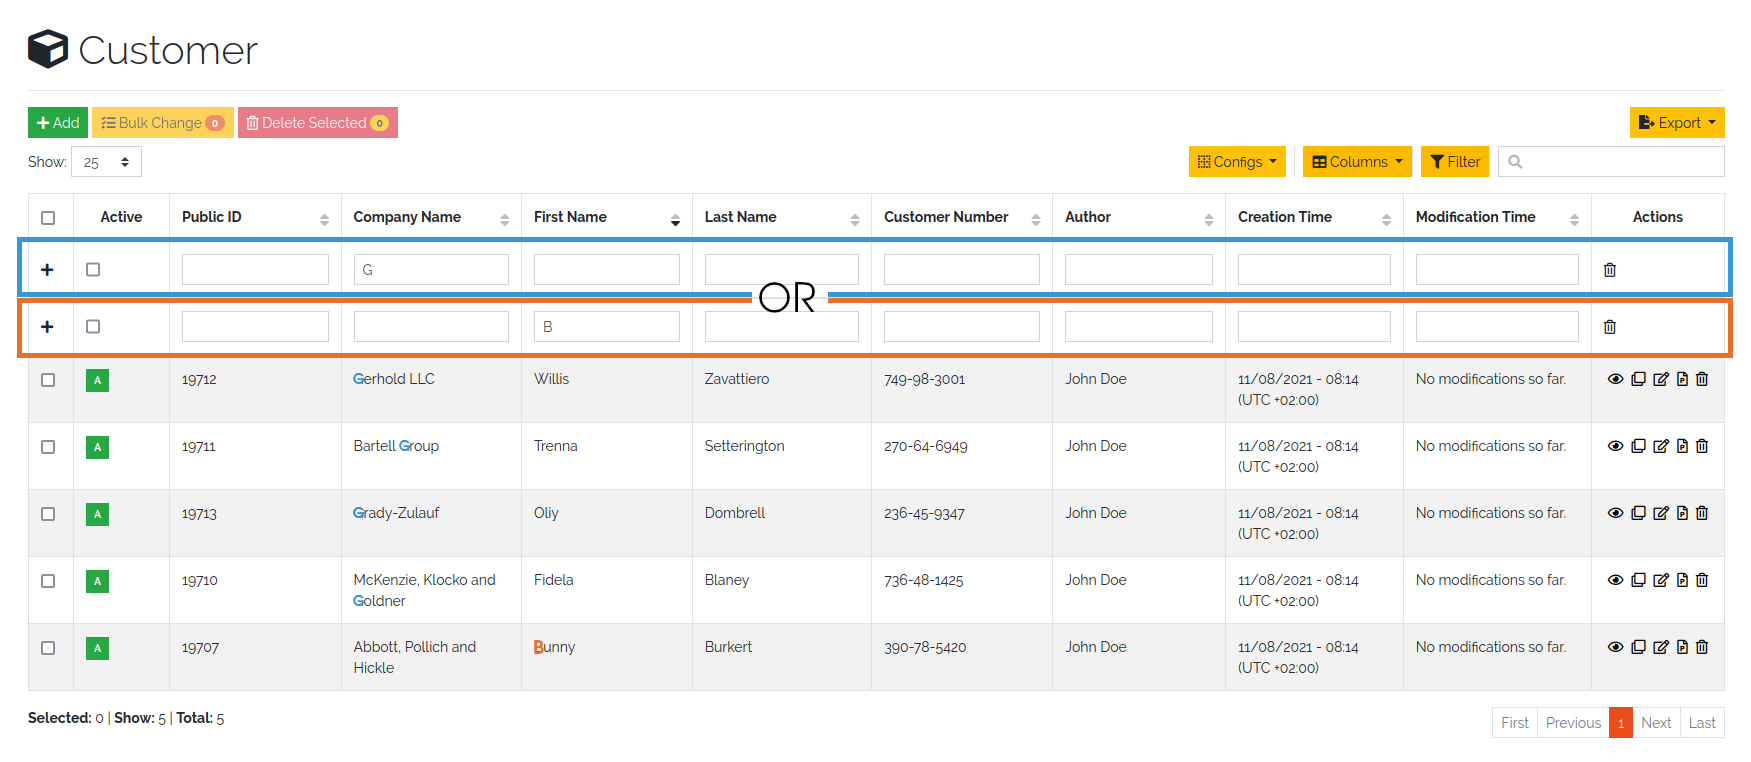 Customer
Add Bulk Change 0 Delete Selected 0 Export
Show: 25 Configs Columns Filter
Active Public ID Company Name First Name Last Name Customer Number Author Creation Time Modification Time Actions
G
OR
B
A 19712 Gerhold LLC Willis Zavattiero 749-98-3001 John Doe 11/08/2021 - 08:14 No modifications so far.
(UTC +02:00)
A 19711 Bartell Group Trenna Setterington 270-64-6949 John Doe 11/08/2021 - 08:14 No modifications so far.
(UTC +02:00)
A 19713 Grady-Zulauf Oliy Dombrell 236-45-9347 John Doe 11/08/2021 - 08:14 No modifications so far.
(UTC +02:00)
A 19710 McKenzie, Klocko and Fidela Blaney 736-48-1425 John Doe 11/08/2021 - 08:14 No modifications so far.
Goldner (UTC +02:00)
A 19707 Abbott, Pollich and Bunny Burkert 390-78-5420 John Doe 11/08/2021 - 08:14 No modifications so far.
Hickle (UTC +02:00)
Selected: 0 | Show: 5 | Total: 5 First Previous 1 Next Last